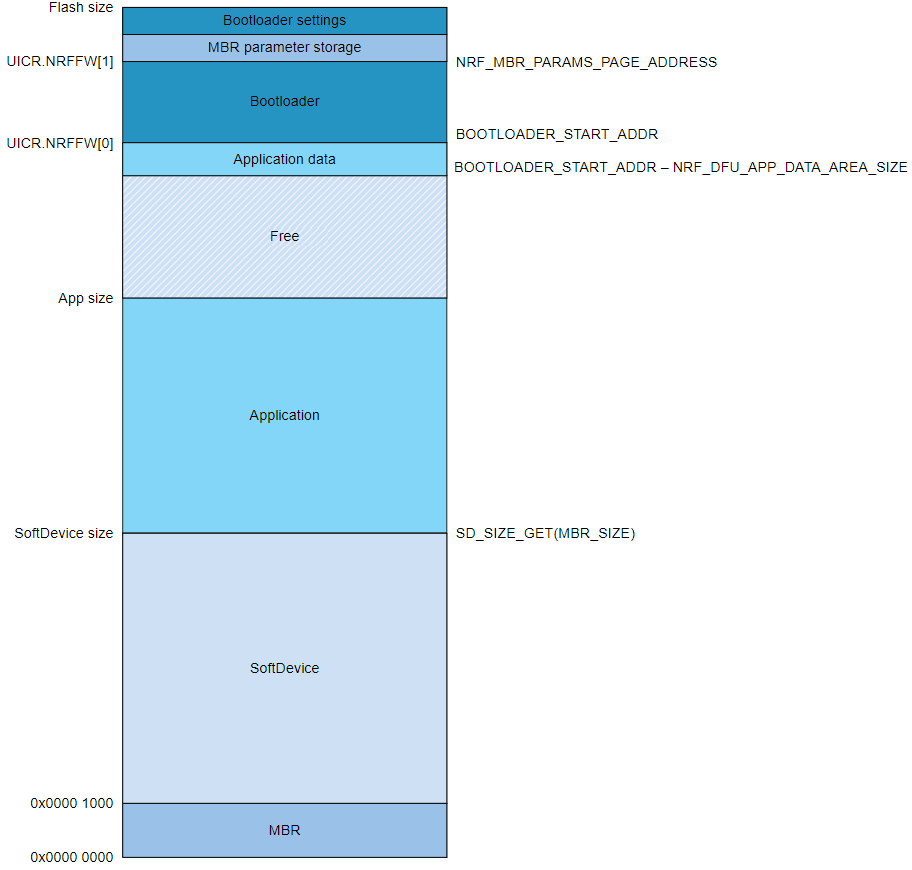 Flash size
Bootloader settings
MBR parameter storage
UICR.NRFFW[1]
NRF_MBR_PARAMS_PAGE_ADDRESS
Bootloader
BOOTLOADER_START_ADDR
UICR.NRFFW[0]
Application data
BOOTLOADER_START_ADDR – NRF_DFU_APP_DATA_AREA_SIZE
Free
App size
Application
SoftDevice size
SD_SIZE_GET(MBR_SIZE)
SoftDevice
0x0000 1000
MBR
0x0000 0000